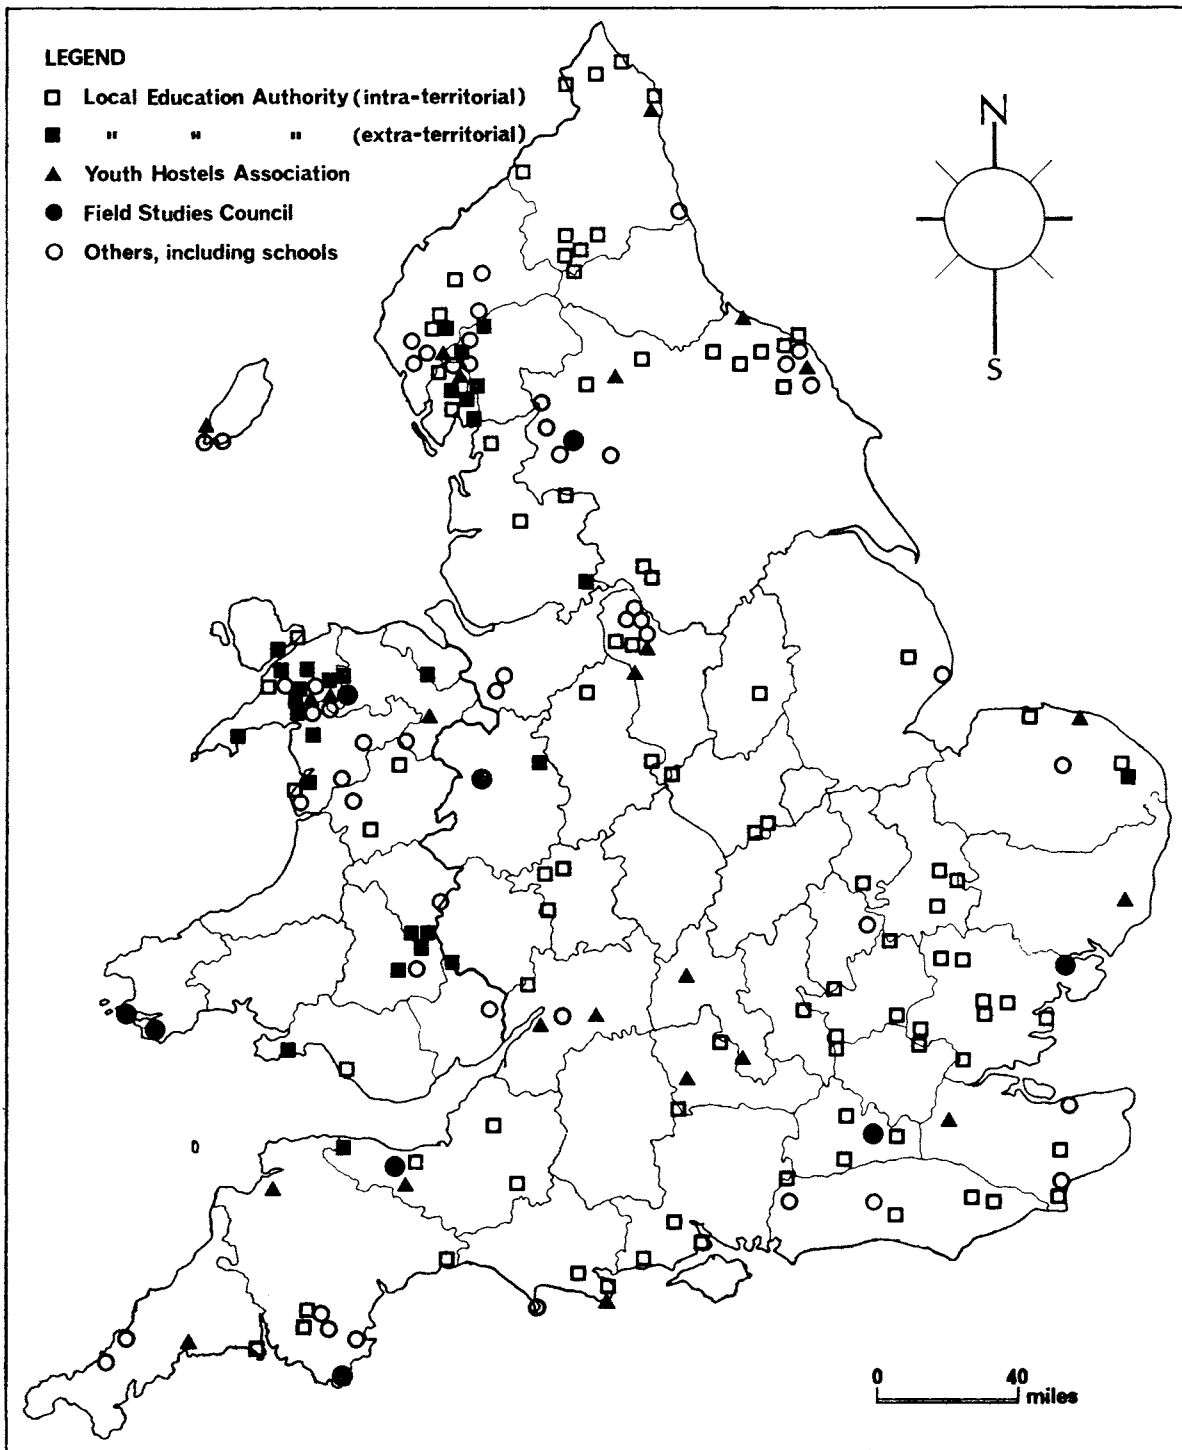 LEGEND
Local Education Authority (intra-territorial)
" " " (extra-territorial)
Youth Hostels Association
Field Studies Council
Others, including schools
N
S
0 40
miles